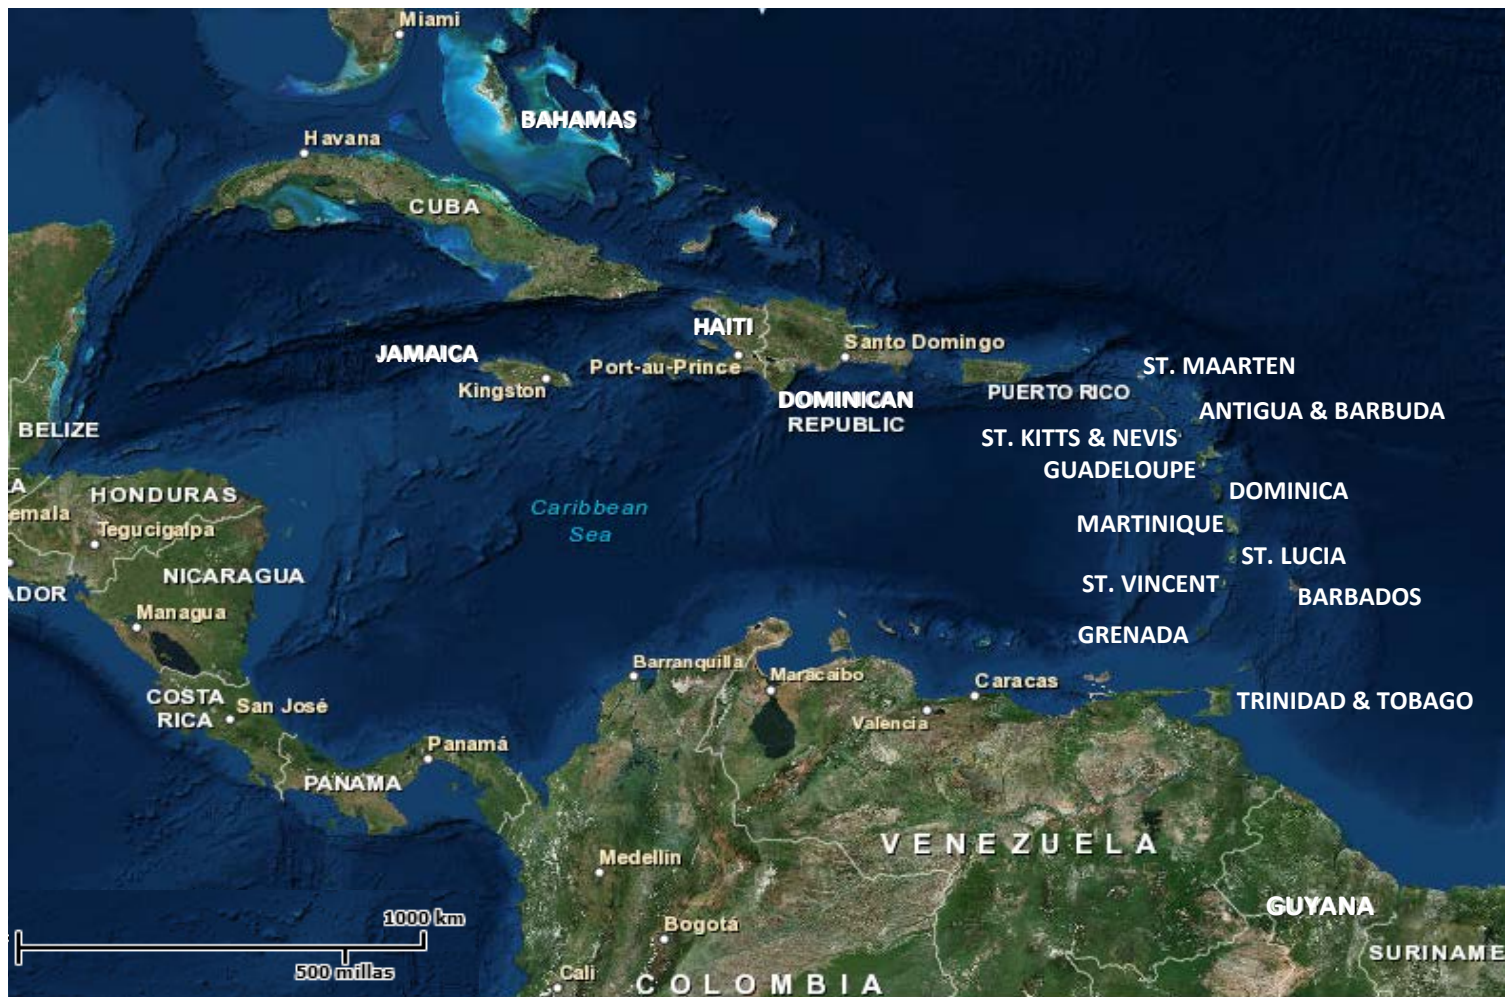 Miami
BAHAMAS
Havana
CUBA
HAITI
Santo Domingo
JAMAICA
Port-au-Prince
ST. MAARTEN
Kingston
PUERTO RICO
DOMINICAN
REPUBLIC
ANTIGUA & BARBUDA
BELIZE
ST. KITTS & NEVIS
GUADELOUPE
A
HONDURAS
DOMINICA
emala
Caribbean
Sea
Tegucigalpa
MARTINIQUE
ST. LUCIA
NICARAGUA
ST. VINCENT
ADOR
BARBADOS
Managua
GRENADA
Barranquilla
Maracaibo
Caracas
COSTA
RICA
San José
TRINIDAD & TOBAGO
Valencia
Panamá
PANAMA
VENEZUELA
Medellín
GUYANA
1000 km
Bogotá
SURINAME
500 millas
Cali
COLOMBIA